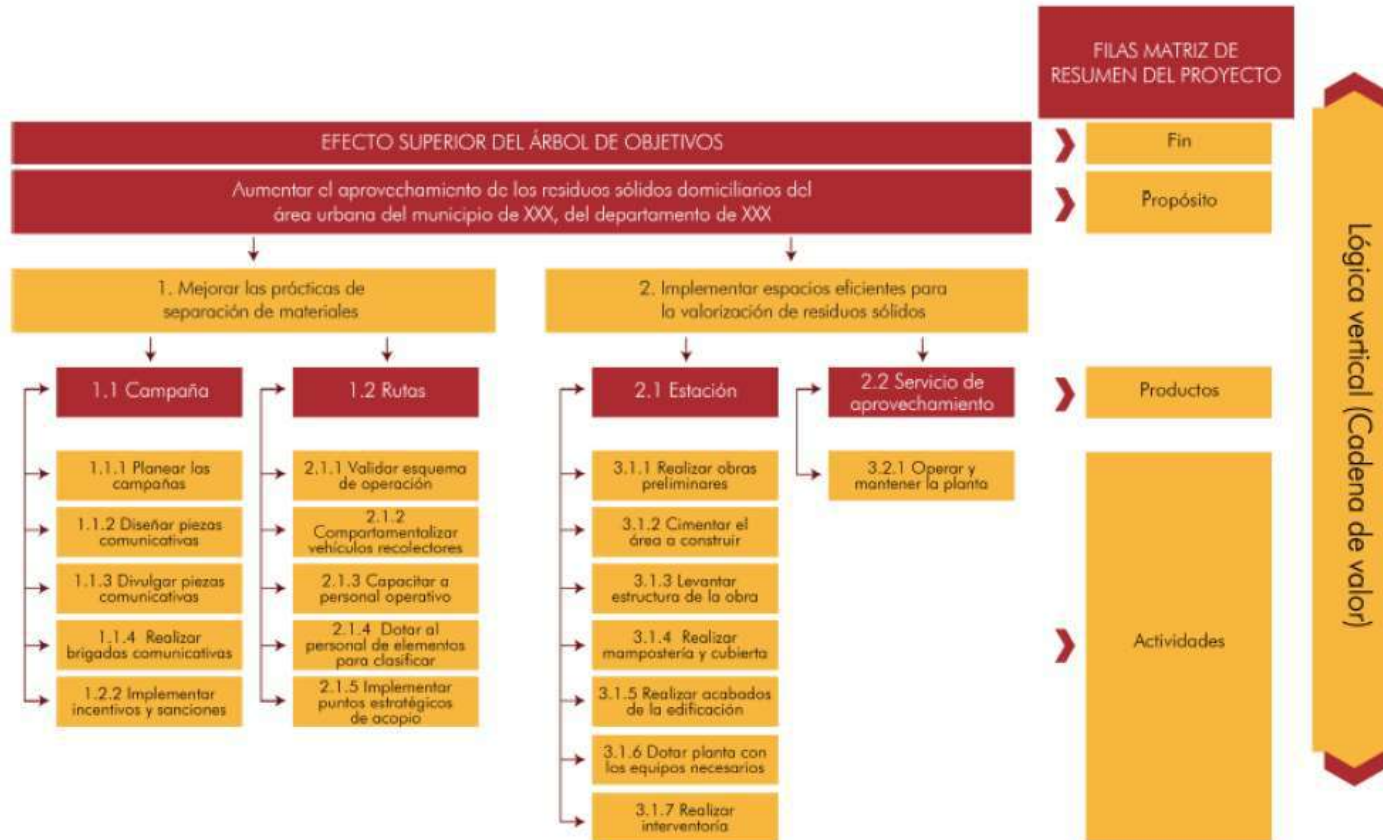 FILAS MATRIZ DE
RESUMEN DEL PROYECTO
EFECTO SUPERIOR DEL ÁRBOL DE OBJETIVOS
Fin
Aumentar el aprovechamiento de los residuos sólidos domiciliarios del
área urbana del municipio de XXX, del departamento de XXX
Propósito
1. Mejorar las prácticas de
separación de materiales
2. Implementar espacios eficientes para
la valorización de residuos sólidos
1.1 Campaña
1.2 Rutas
2.1 Estación
2.2 Servicio de
aprovechamiento
Productos
1.1.1 Planear las
campañas
1.1.2 Diseñar piezas
comunicativas
1.1.3 Divulgar piezas
comunicativas
1.1.4 Realizar
brigadas comunicativas
1.2.2 Implementar
incentivos y sanciones
2.1.1 Validar esquema
de operación
2.1.2
Compartamentalizar
vehículos recolectores
2.1.3 Capacitar a
personal operativo
2.1.4 Dotar al
personal de elementos
para clasificar
2.1.5 Implementar
puntos estratégicos
de acopio
3.1.1 Realizar obras
preliminares
3.1.2 Cimentar el
área a construir
3.1.3 Levantar
estructura de la obra
3.1.4 Realizar
mampostería y cubierta
3.1.5 Realizar acabados
de la edificación
3.1.6 Dotar planta con
los equipos necesarios
3.1.7 Realizar
interventoría
3.2.1 Operar y
mantener la planta
Actividades
Lógica vertical (Cadena de valor)